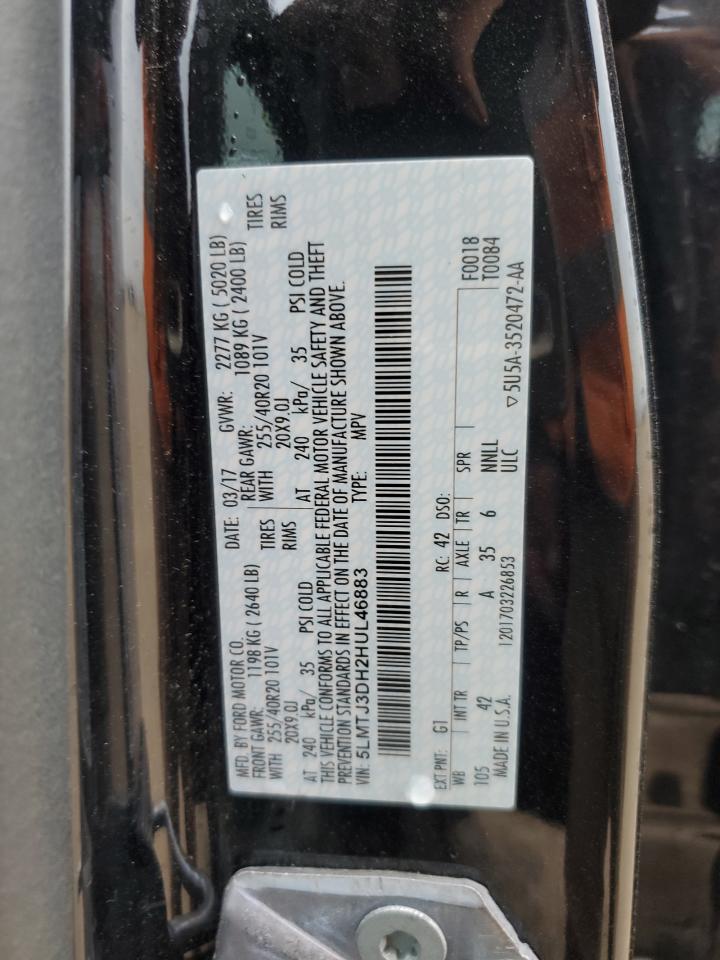 MFD. BY FORD MOTOR CO.
DATE: 03/17 GVWR: 2277 KG ( 5020 LB)
FRONT GAWR: 1198 KG ( 2640 LB) REAR GAWR: 1089 KG ( 2400 LB)
WITH 255/40R20 101V TIRES WITH 255/40R20 101V TIRES
20X9.0J RIMS 20X9.0J RIMS
AT 240 kPa/ 35 PSI COLD AT 240 kPa/ 35 PSI COLD
THIS VEHICLE CONFORMS TO ALL APPLICABLE FEDERAL MOTOR VEHICLE SAFETY AND THEFT
PREVENTION STANDARDS IN EFFECT ON THE DATE OF MANUFACTURE SHOWN ABOVE.
VIN: 5LMTJ3DH2HUL46883 TYPE: MPV
EXT PNT: G1 RC: 42 DSO: F0018
WB INT TR TP/PS R AXLE TR SPR T0084
105 42 A 35 6 NNLL
MADE IN U.S.A. 1201703226853 ULC ▽5U5A-3520472-AA